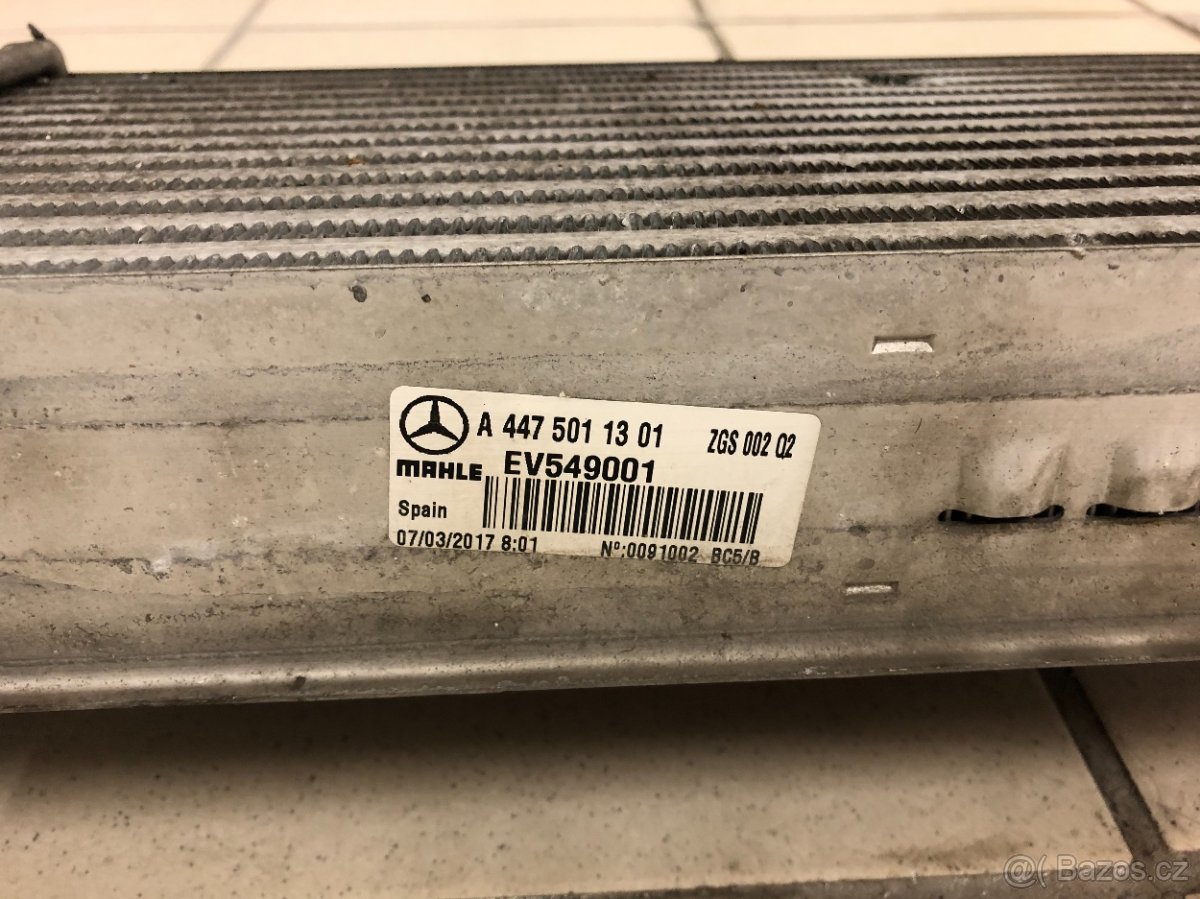 A 447 501 13 01 ZGS 002 Q2
MAHLE EV549001
Spain
07/03/2017 8:01 Nº:0091002 BC5/B
@( Bazos.cz